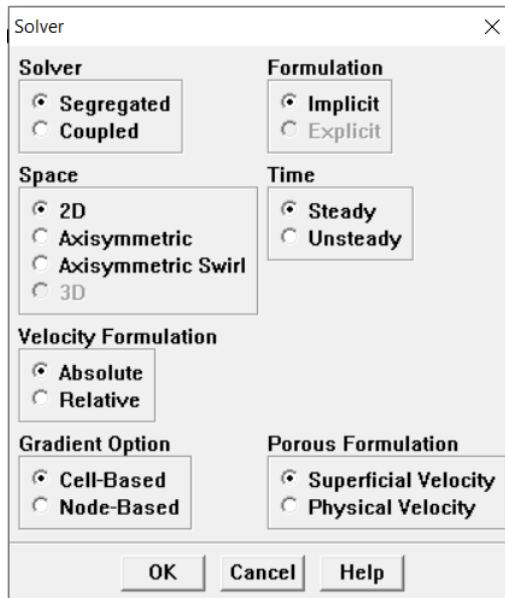 Solver
Solver
Segregated
Coupled
Formulation
Implicit
Explicit
Space
2D
Axisymmetric
Axisymmetric Swirl
3D
Time
Steady
Unsteady
Velocity Formulation
Absolute
Relative
Gradient Option
Cell-Based
Node-Based
Porous Formulation
Superficial Velocity
Physical Velocity
OK Cancel Help